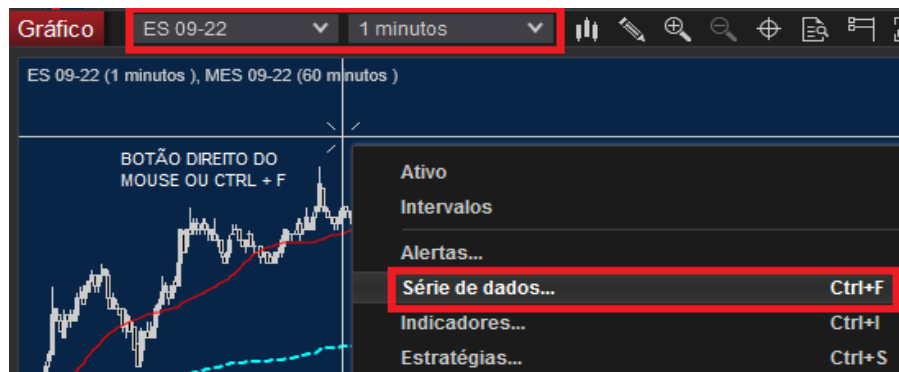 Gráfico ES 09-22 1 minutos
ES 09-22 (1 minutos ), MES 09-22 (60 minutos )
BOTÃO DIREITO DO
MOUSE OU CTRL + F
Ativo
Intervalos
Alertas...
Série de dados... Ctrl+F
Indicadores... Ctrl+I
Estratégias... Ctrl+S